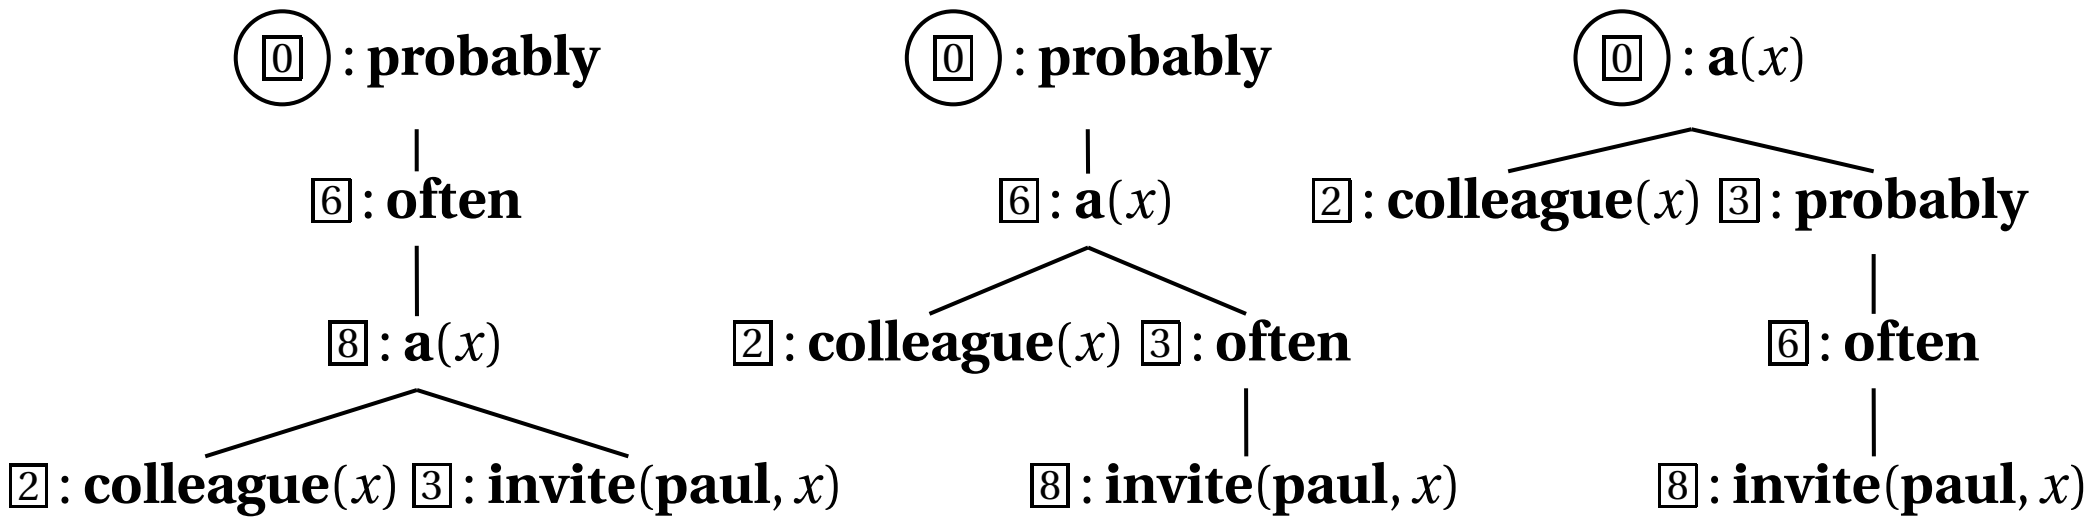 0 : probably 0 : probably 0 : a(x)
6 : often 6 : a(x) 2 : colleague(x) 3 : probably
8 : a(x) 2 : colleague(x) 3 : often 6 : often
2 : colleague(x) 3 : invite(paul, x) 8 : invite(paul, x) 8 : invite(paul, x)